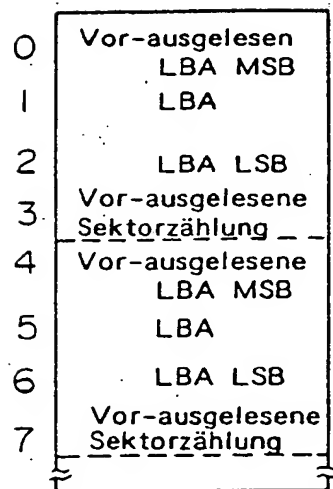 0 Vor-ausgelesen
LBA MSB
1 LBA
2 LBA LSB
Vor-ausgelesene
3 Sektorzählung
4 Vor-ausgelesene
LBA MSB
5 LBA
6 LBA LSB
Vor-ausgelesene
7 Sektorzählung